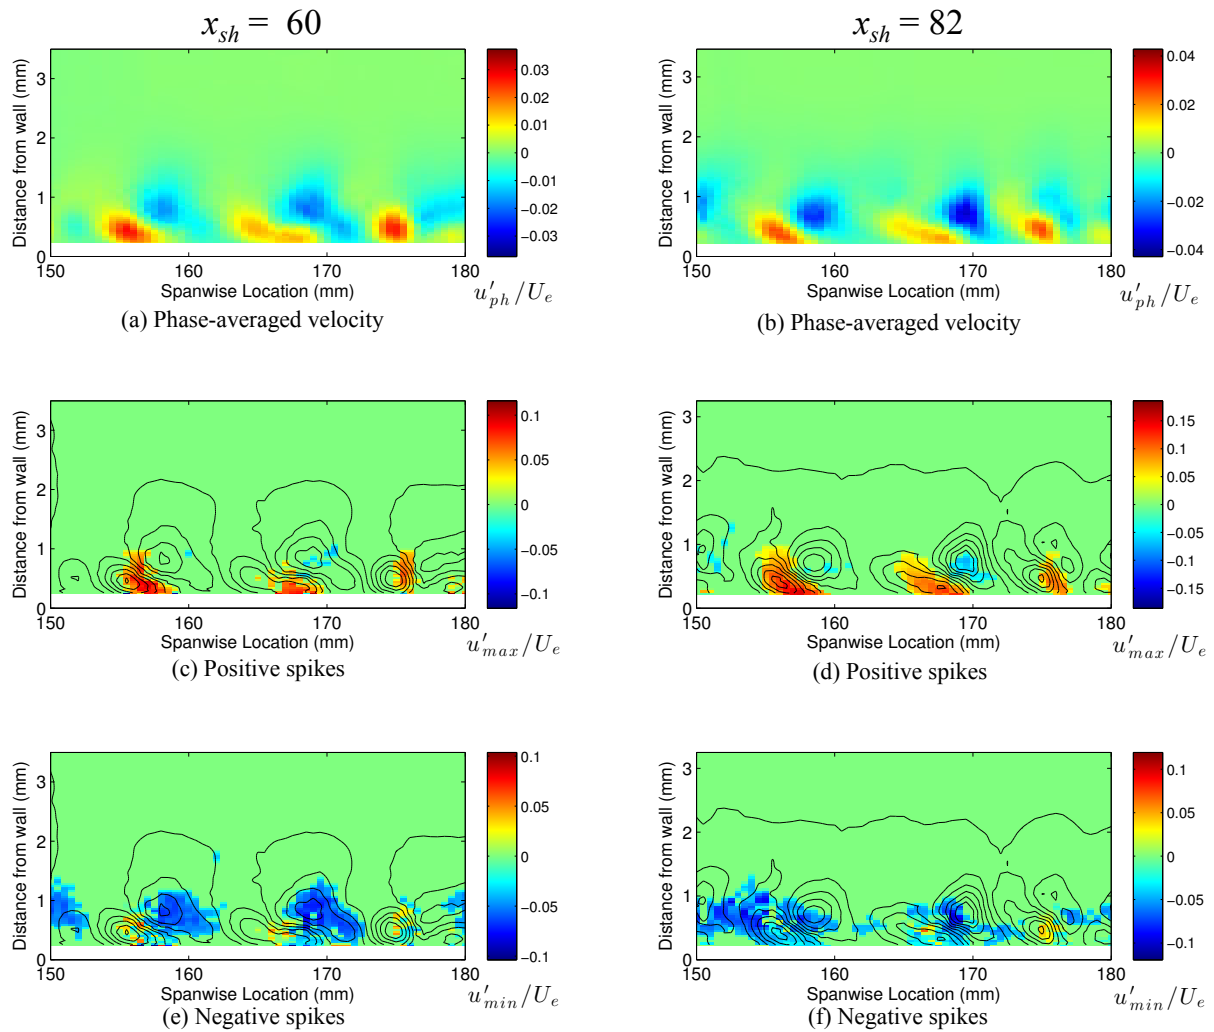 x_sh = 60
x_sh = 82
Distance from wall (mm)
3
2
1
0
150 160 170 180
Spanwise Location (mm)
0.03
0.02
0.01
0
−0.01
−0.02
−0.03
u′_ph/U_e
(a) Phase-averaged velocity
Distance from wall (mm)
3
2
1
0
150 160 170 180
Spanwise Location (mm)
0.04
0.02
0
−0.02
−0.04
u′_ph/U_e
(b) Phase-averaged velocity
Distance from wall (mm)
3
2
1
0
150 160 170 180
Spanwise Location (mm)
0.1
0.05
0
−0.05
−0.1
u′_max/U_e
(c) Positive spikes
Distance from wall (mm)
3
2
1
0
150 160 170 180
Spanwise Location (mm)
0.15
0.10
0.05
0
−0.05
−0.1
−0.15
u′_max/U_e
(d) Positive spikes
Distance from wall (mm)
3
2
1
0
150 160 170 180
Spanwise Location (mm)
0.1
0.05
0
−0.05
−0.1
u′_min/U_e
(e) Negative spikes
Distance from wall (mm)
3
2
1
0
150 160 170 180
Spanwise Location (mm)
0.1
0.05
0
−0.05
−0.1
u′_min/U_e
(f) Negative spikes